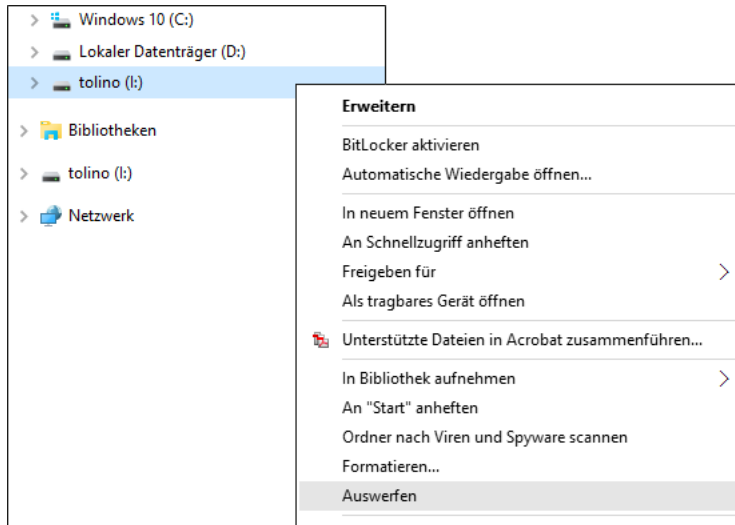 Windows 10 (C:)
Lokaler Datenträger (D:)
tolino (I:)
Bibliotheken
tolino (I:)
Netzwerk
Erweitern
BitLocker aktivieren
Automatische Wiedergabe öffnen...
In neuem Fenster öffnen
An Schnellzugriff anheften
Freigeben für
Als tragbares Gerät öffnen
Unterstützte Dateien in Acrobat zusammenführen...
In Bibliothek aufnehmen
An "Start" anheften
Ordner nach Viren und Spyware scannen
Formatieren...
Auswerfen